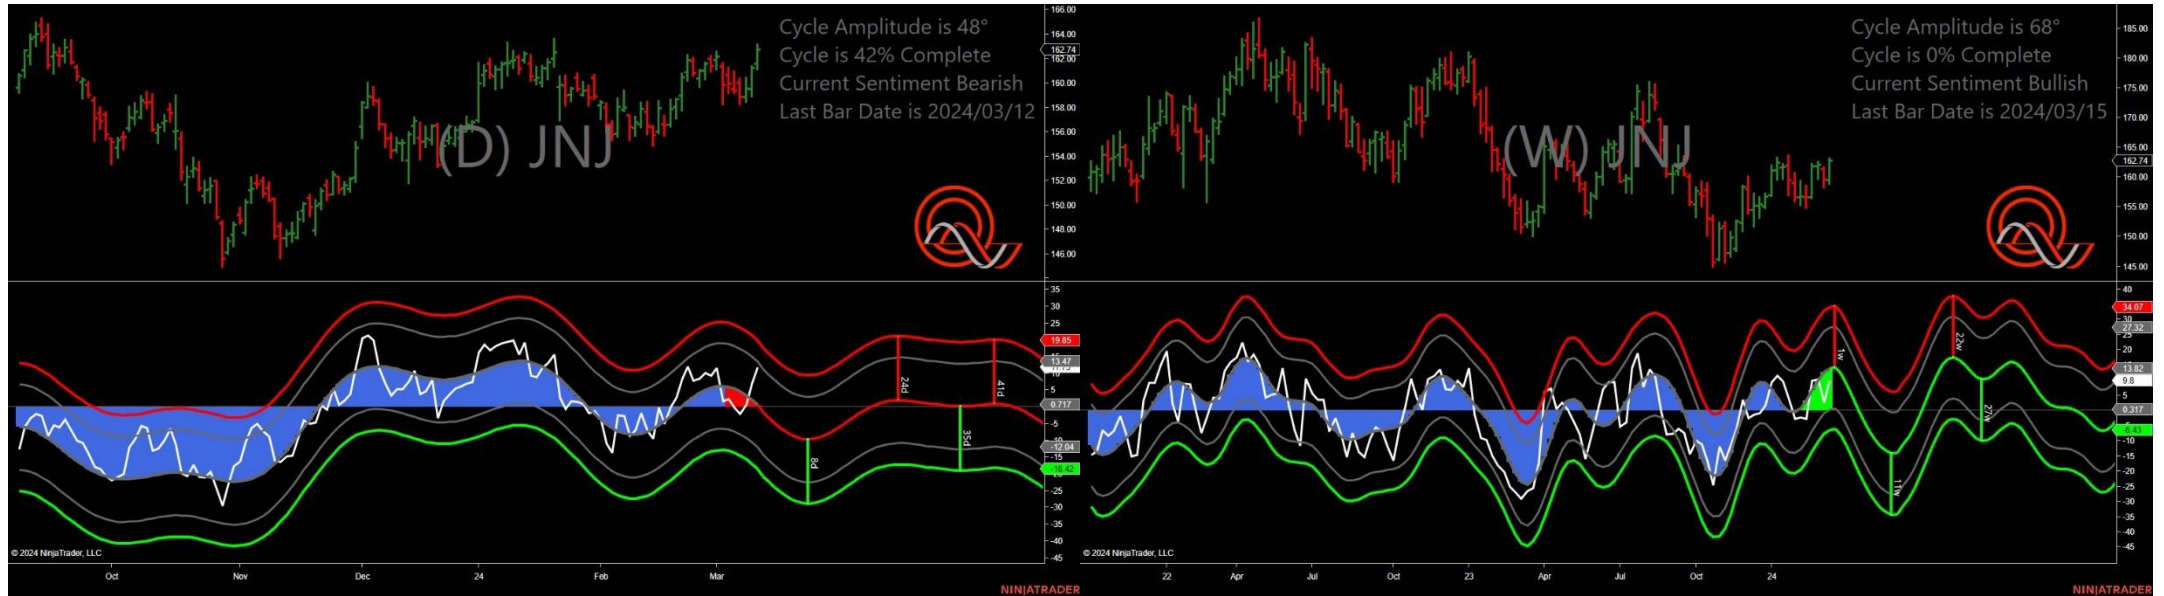 Cycle Amplitude is 48°
Cycle is 42% Complete
Current Sentiment Bearish
Last Bar Date is 2024/03/12
(D) JNJ
166.00
164.00
162.74
162.00
160.00
158.00
156.00
154.00
152.00
150.00
148.00
146.00
35
30
25
19.85
13.47
10
5
0.717
-5
-12.04
-15
-18.42
-25
-30
-35
-40
-45
8d
24d
35d
41d
© 2024 NinjaTrader, LLC
Oct
Nov
Dec
24
Feb
Mar
NINJATRADER
Cycle Amplitude is 68°
Cycle is 0% Complete
Current Sentiment Bullish
Last Bar Date is 2024/03/15
(W) JNJ
185.00
180.00
175.00
170.00
165.00
162.74
160.00
155.00
150.00
145.00
40
34.07
30
27.32
20
13.82
9.8
5
0.317
-6.43
-10
-15
-20
-25
-30
-35
-40
-45
1w
11w
22w
27w
© 2024 NinjaTrader, LLC
22
Apr
Jul
Oct
23
Apr
Jul
Oct
24
NINJATRADER